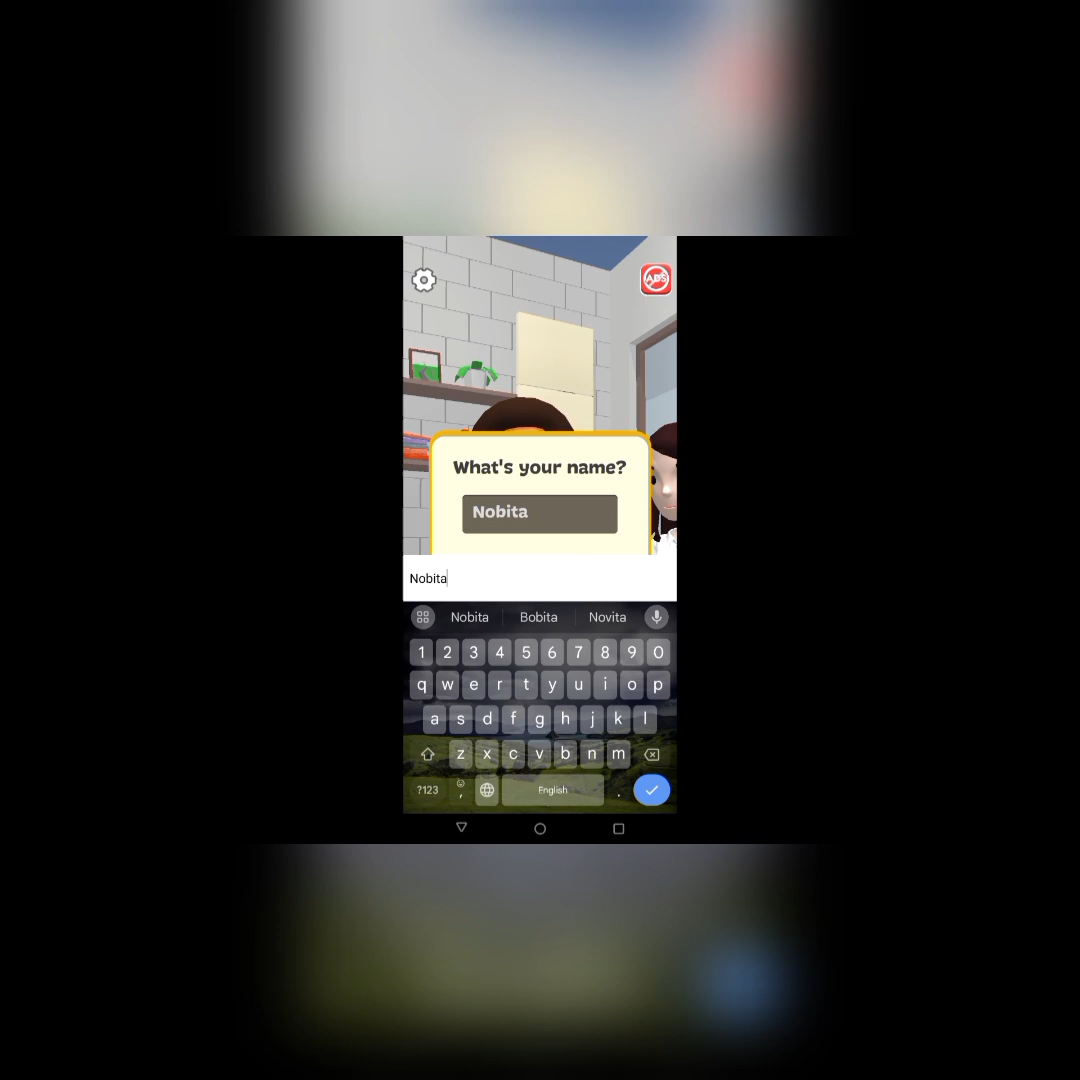 ADS
What's your name?
Nobita
Nobita
Nobita Bobita Novita
1 2 3 4 5 6 7 8 9 0
q w e r t y u i o p
a s d f g h j k l
z x c v b n m
?123 , English .